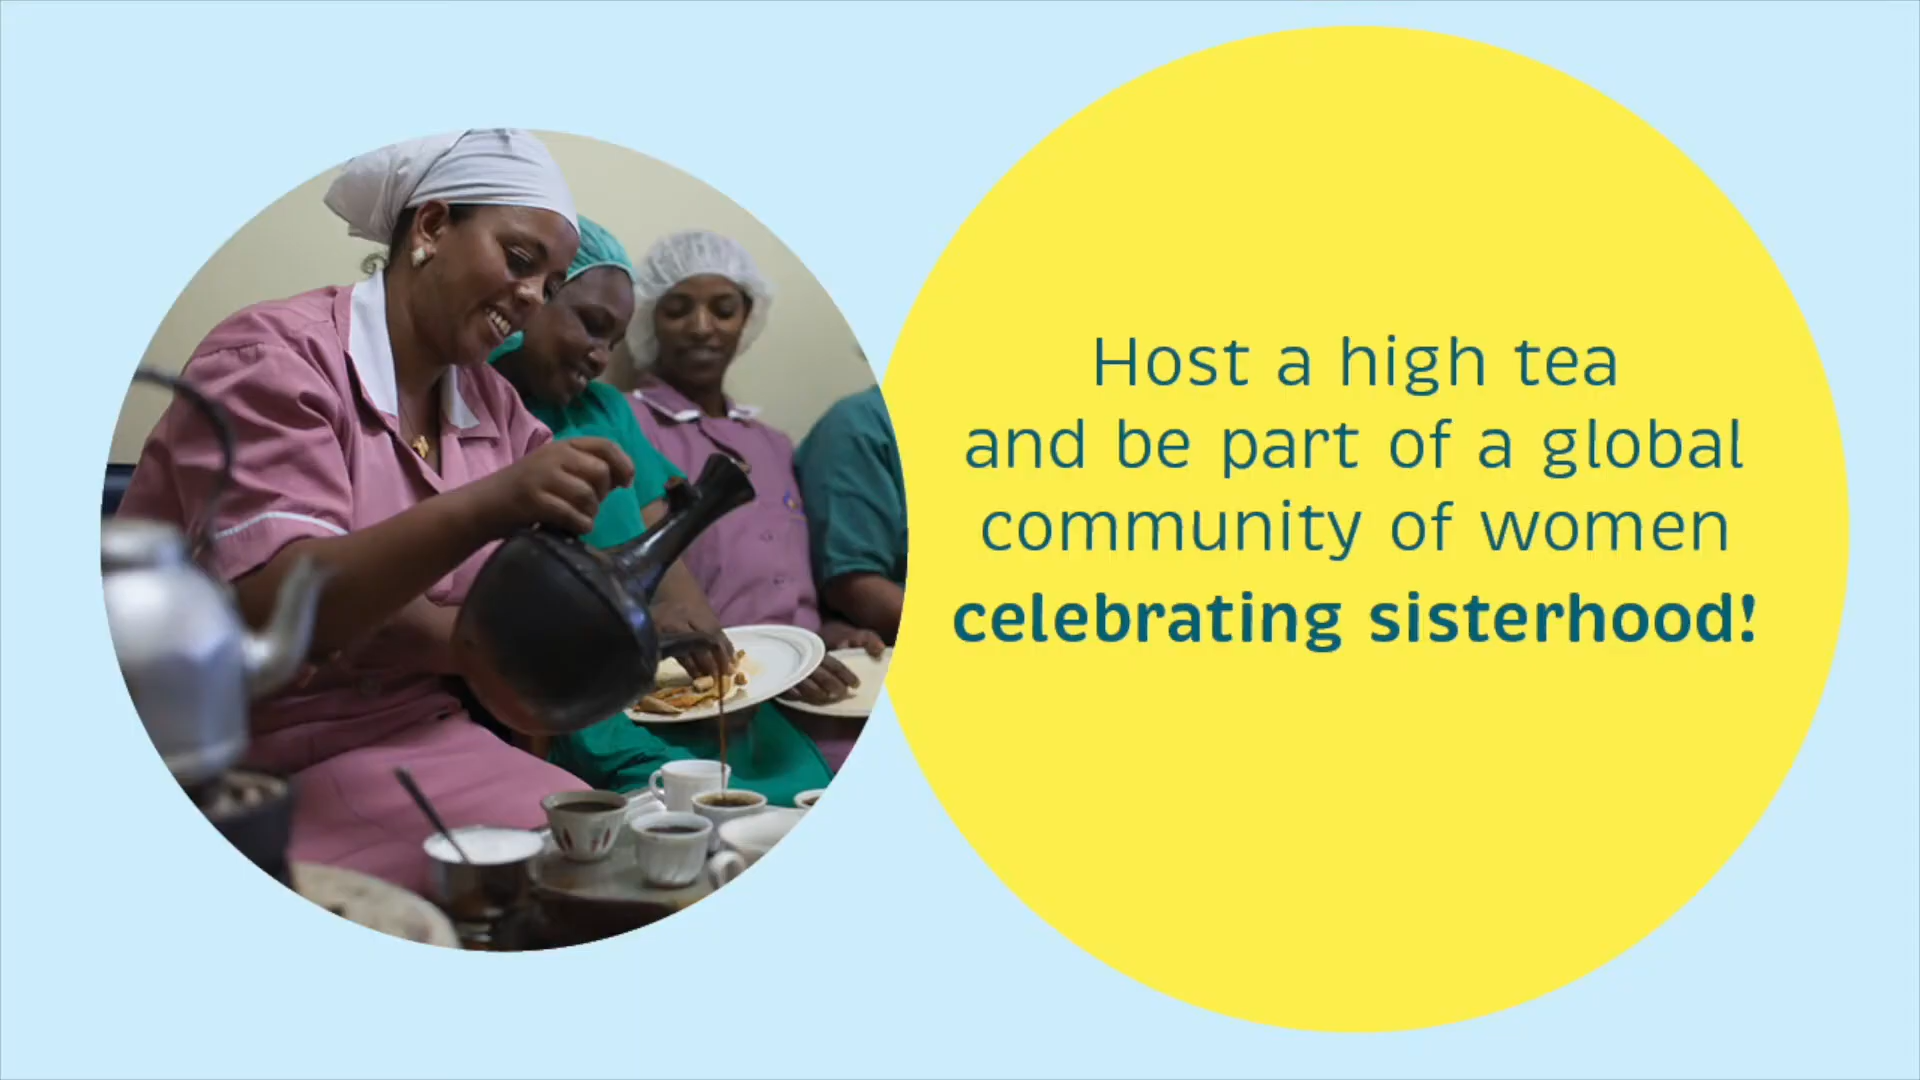 Host a high tea
and be part of a global
community of women
celebrating sisterhood!